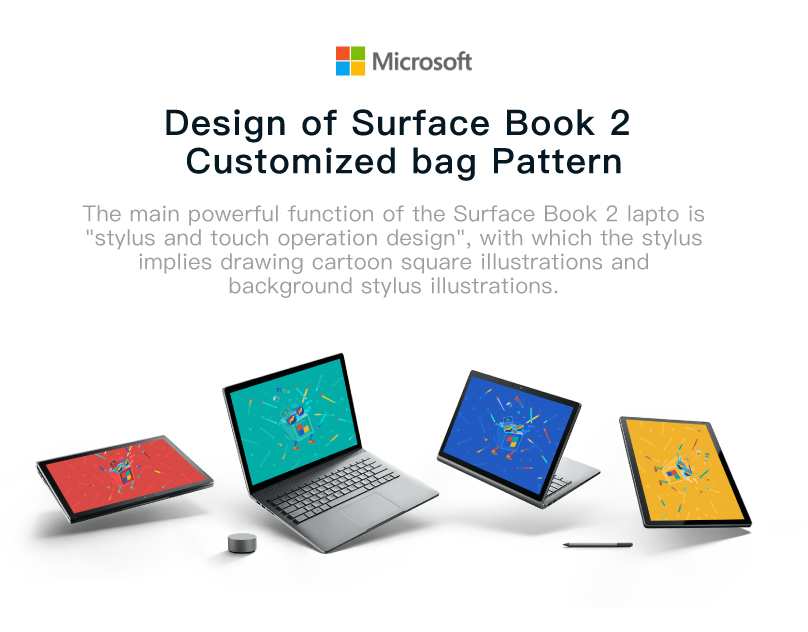 Microsoft
Design of Surface Book 2
Customized bag Pattern
The main powerful function of the Surface Book 2 lapto is
"stylus and touch operation design", with which the stylus
implies drawing cartoon square illustrations and
background stylus illustrations.